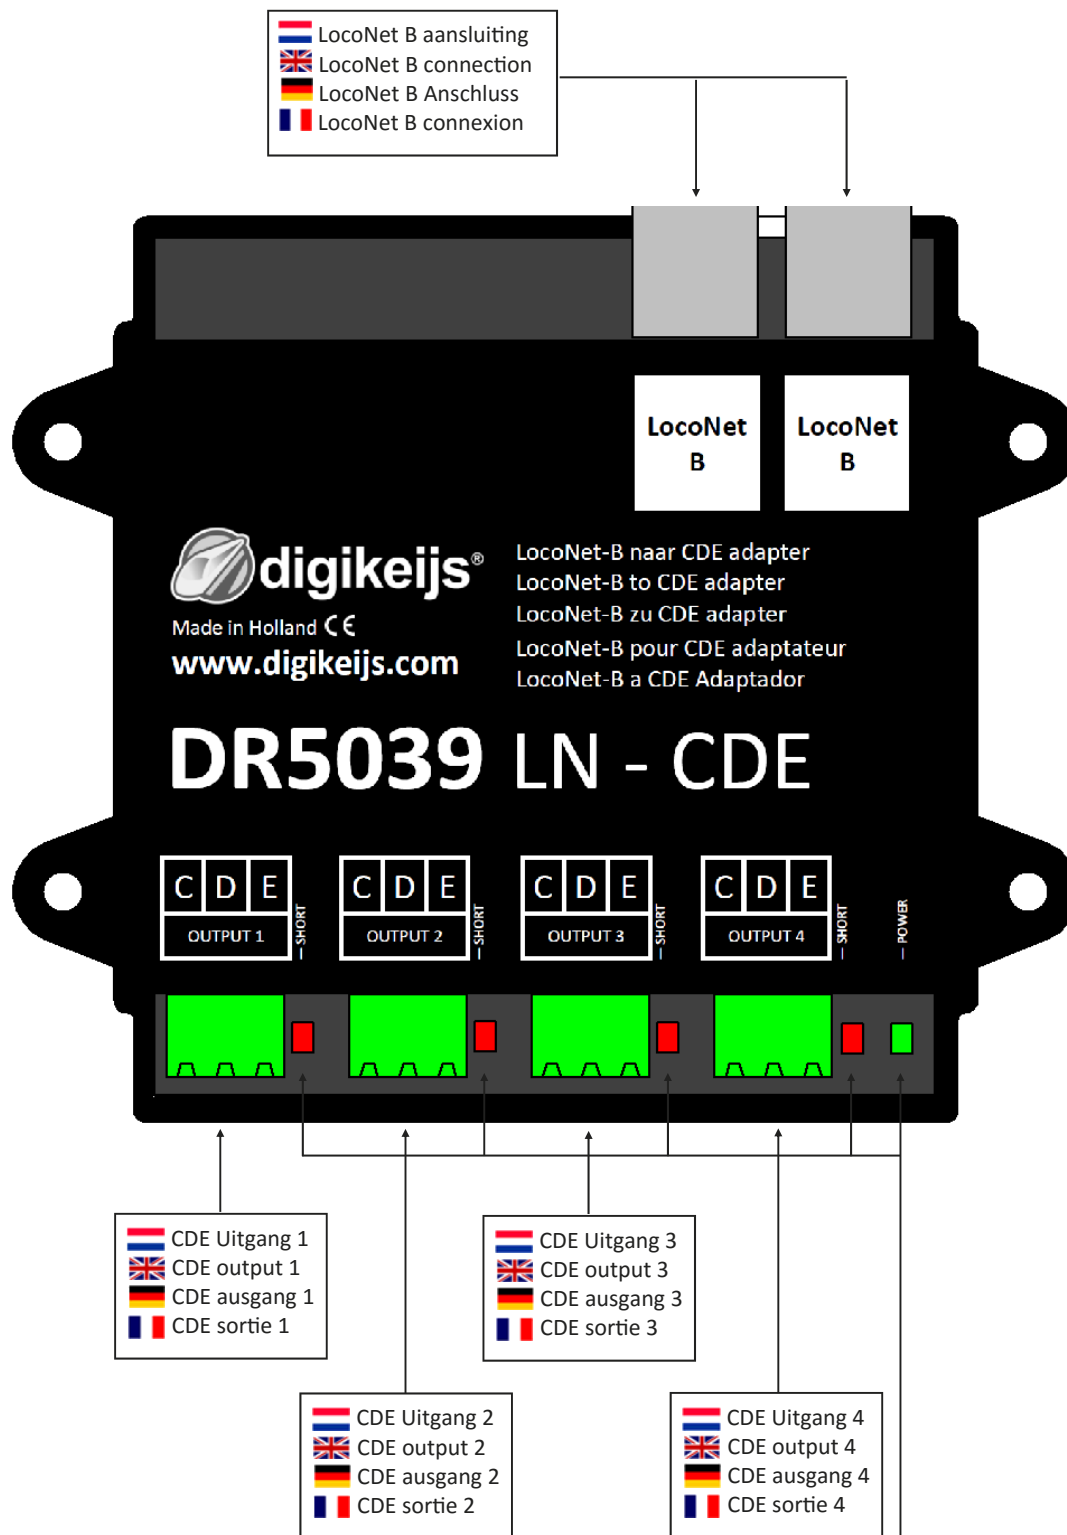 LocoNet B aansluiting
LocoNet B connection
LocoNet B Anschluss
LocoNet B connexion
LocoNet B
LocoNet B
digikeijs®
Made in Holland CE
www.digikeijs.com
LocoNet-B naar CDE adapter
LocoNet-B to CDE adapter
LocoNet-B zu CDE adapter
LocoNet-B pour CDE adaptateur
LocoNet-B a CDE Adaptador
DR5039 LN - CDE
C D E
OUTPUT 1
SHORT
C D E
OUTPUT 2
SHORT
C D E
OUTPUT 3
SHORT
C D E
OUTPUT 4
SHORT
POWER
CDE Uitgang 1
CDE output 1
CDE ausgang 1
CDE sortie 1
CDE Uitgang 3
CDE output 3
CDE ausgang 3
CDE sortie 3
CDE Uitgang 2
CDE output 2
CDE ausgang 2
CDE sortie 2
CDE Uitgang 4
CDE output 4
CDE ausgang 4
CDE sortie 4